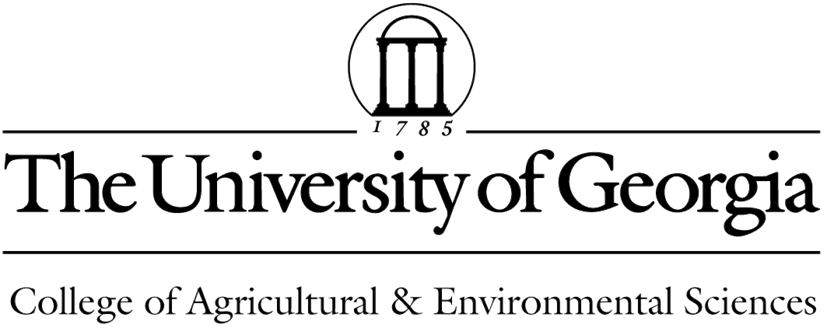 1785
The University of Georgia
College of Agricultural & Environmental Sciences